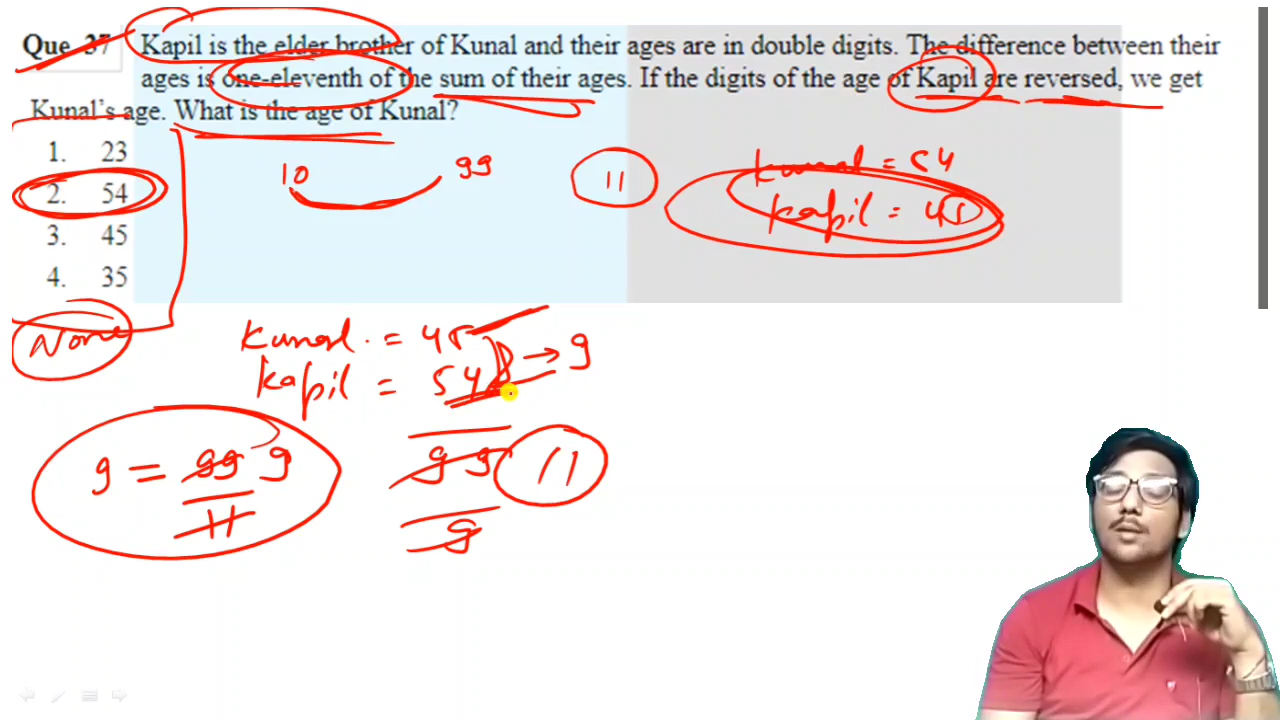 Que 37 Kapil is the elder brother of Kunal and their ages are in double digits. The difference between their
ages is one-eleventh of the sum of their ages. If the digits of the age of Kapil are reversed, we get
Kunal's age. What is the age of Kunal?
1. 23
2. 54
3. 45
4. 35
None
10 99
11
Kunal = 54
Kapil = 45
Kunal. = 45
Kapil = 54 → 9
9 = 99 9
11
99 11
9